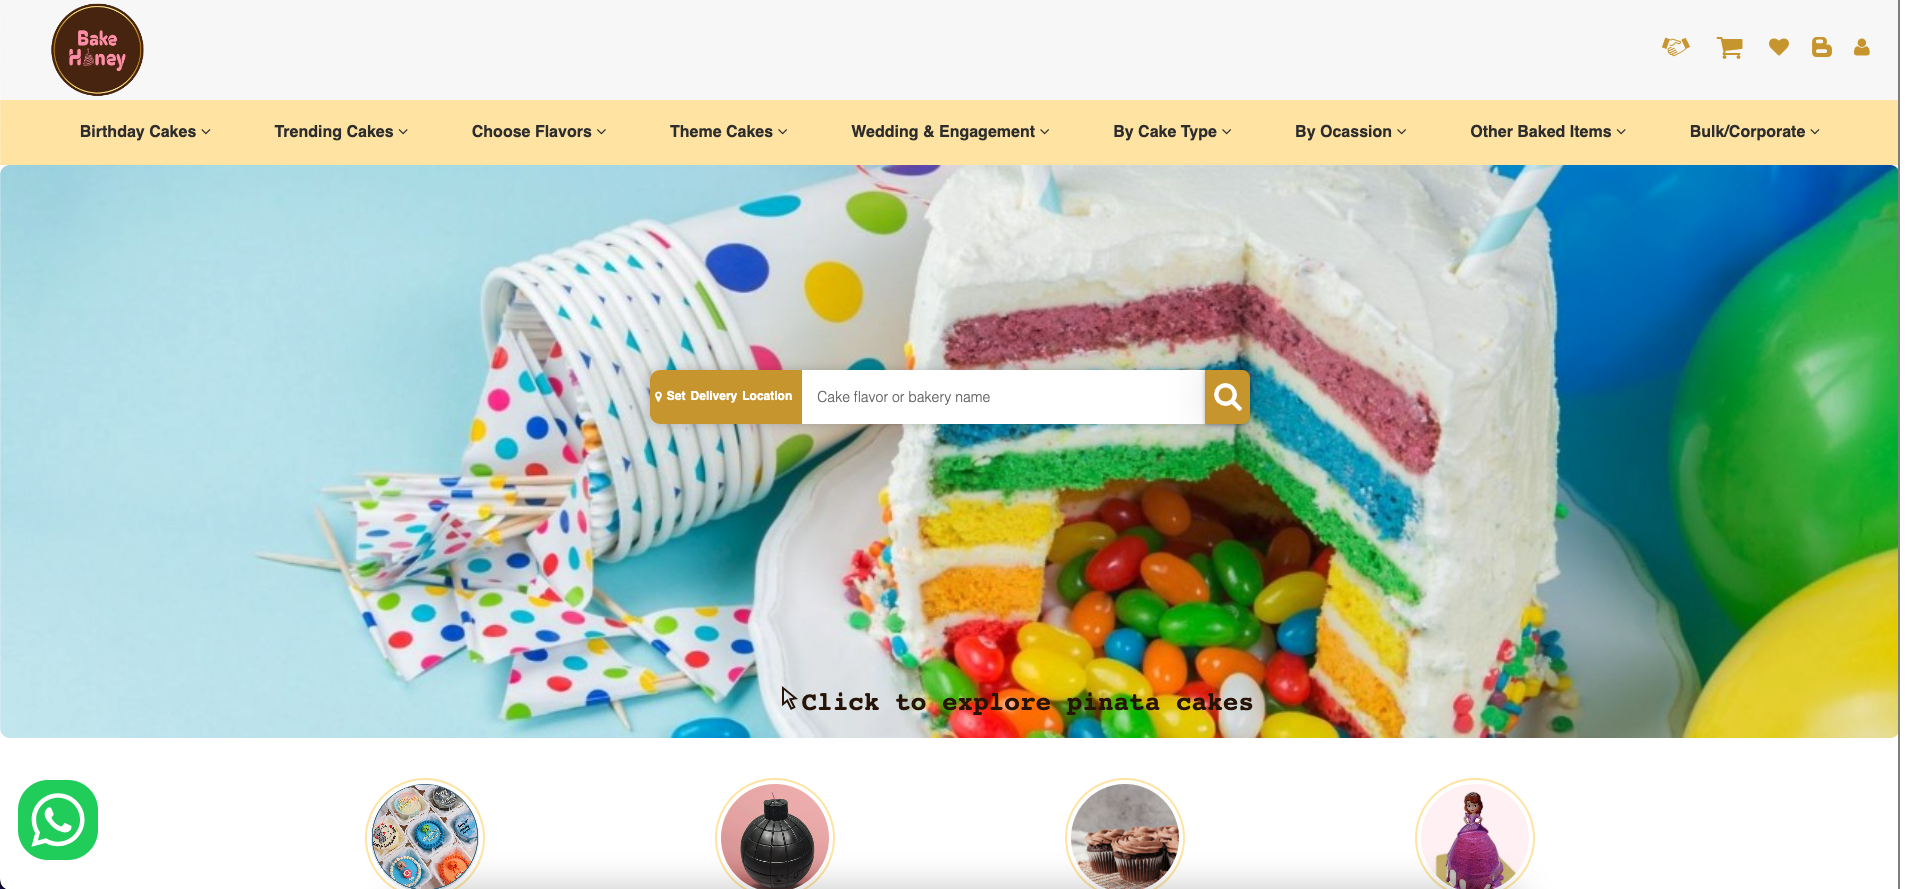 Bake
Honey
Birthday Cakes
Trending Cakes
Choose Flavors
Theme Cakes
Wedding & Engagement
By Cake Type
By Ocassion
Other Baked Items
Bulk/Corporate
Set Delivery Location
Cake flavor or bakery name
Click to explore pinata cakes